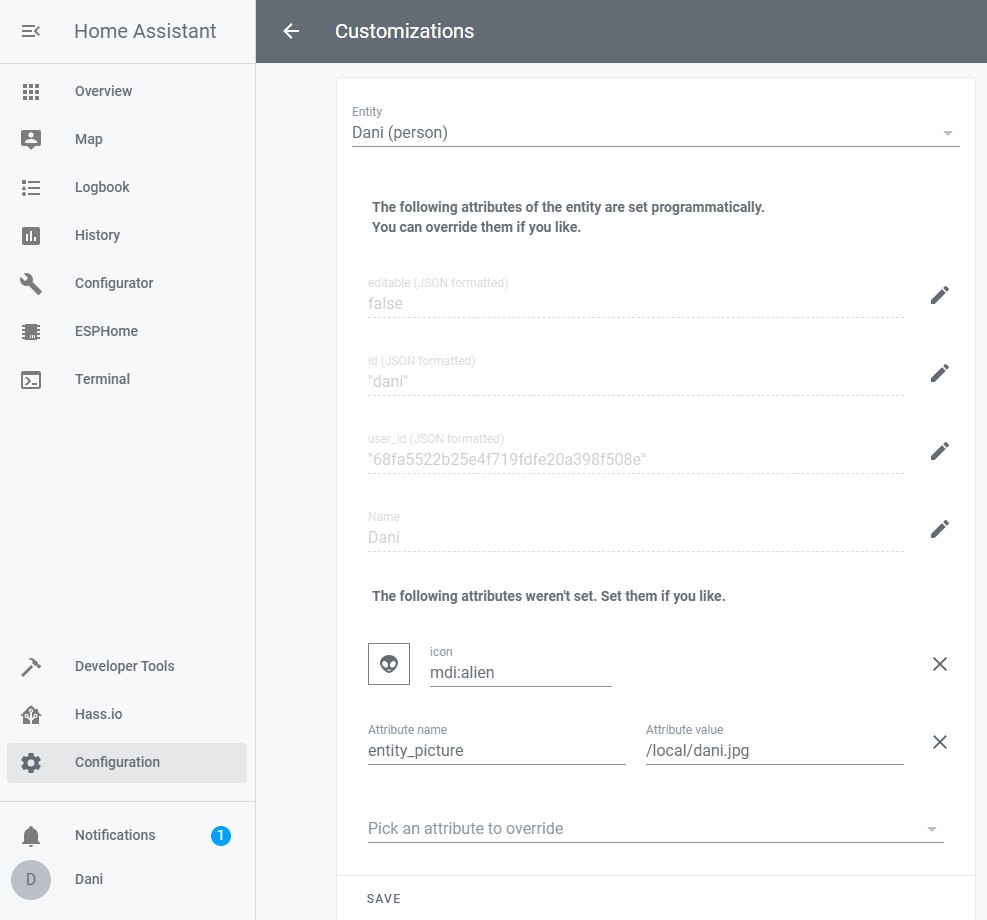 Home Assistant
Overview
Map
Logbook
History
Configurator
ESPHome
Terminal
Developer Tools
Hass.io
Configuration
Notifications 1
D Dani
Customizations
Entity
Dani (person)
The following attributes of the entity are set programmatically.
You can override them if you like.
editable (JSON formatted)
false
id (JSON formatted)
"dani"
user_id (JSON formatted)
"68fa5522b25e4f719fdfe20a398f508e"
Name
Dani
The following attributes weren't set. Set them if you like.
icon
mdi:alien
Attribute name Attribute value
entity_picture /local/dani.jpg
Pick an attribute to override
SAVE